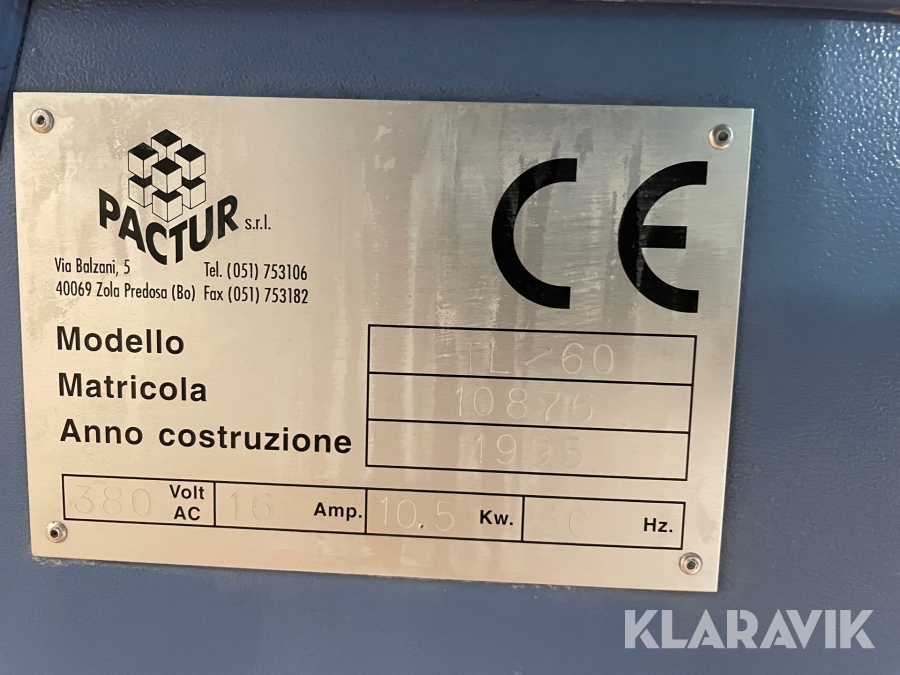 PACTUR s.r.l.
Via Balzani, 5 Tel. (051) 753106
40069 Zola Predosa (Bo) Fax (051) 753182
CE
Modello TL/60
Matricola 10876
Anno costruzione 1995
380 Volt AC 16 Amp. 10.5 Kw. Hz.
KLARAVIK